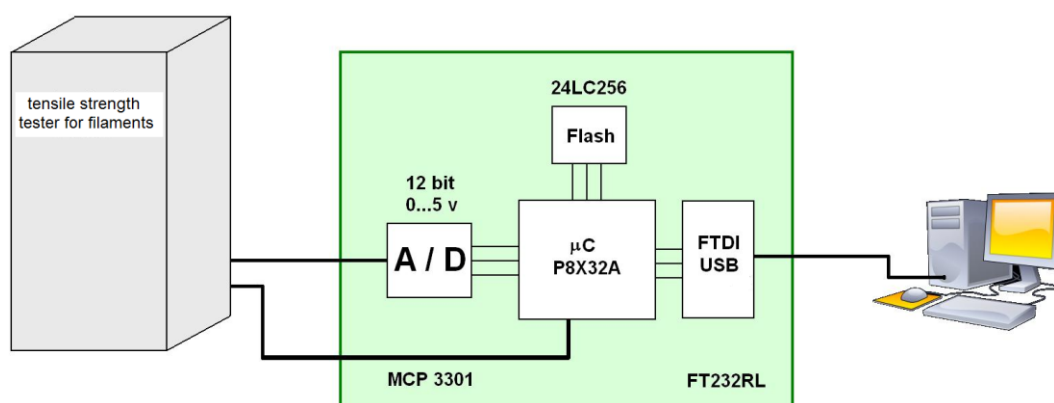 tensile strength
tester for filaments
24LC256
Flash
12 bit
0...5 v
A / D
μC
P8X32A
FTDI
USB
MCP 3301
FT232RL